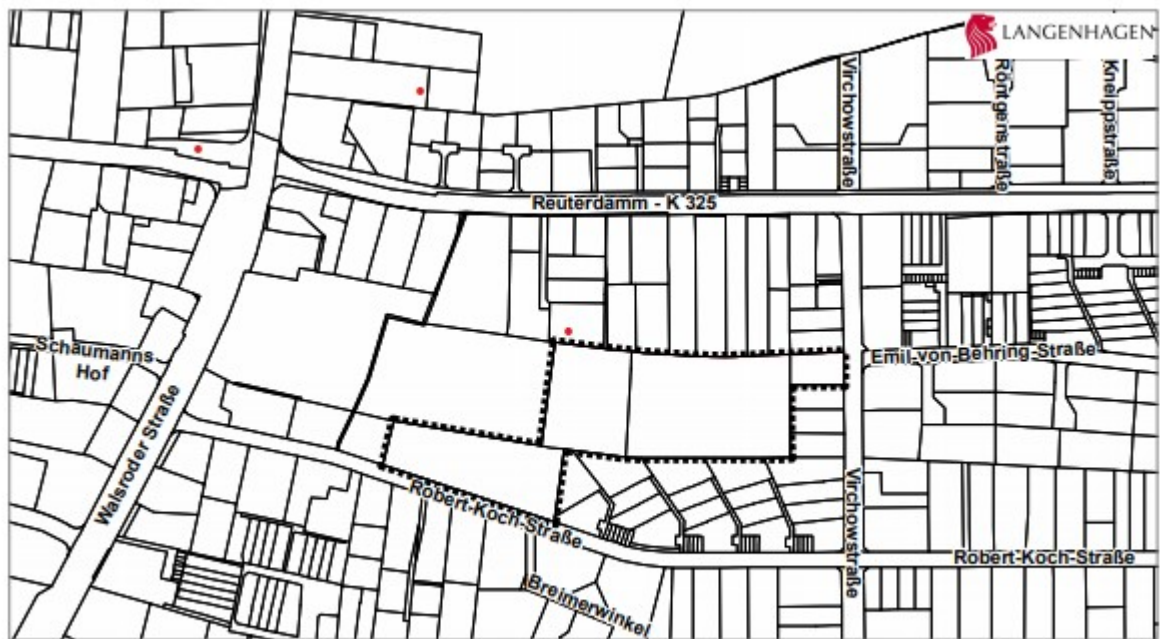 LANGENHAGEN
Virchowstraße
Röntgenstraße
Kneippstraße
Reuterdamm - K 325
Schaumanns
Hof
Emil-von-Behring-Straße
Walsroder Straße
Robert-Koch-Straße
Virchowstraße
Robert-Koch-Straße
Breimerwinkel